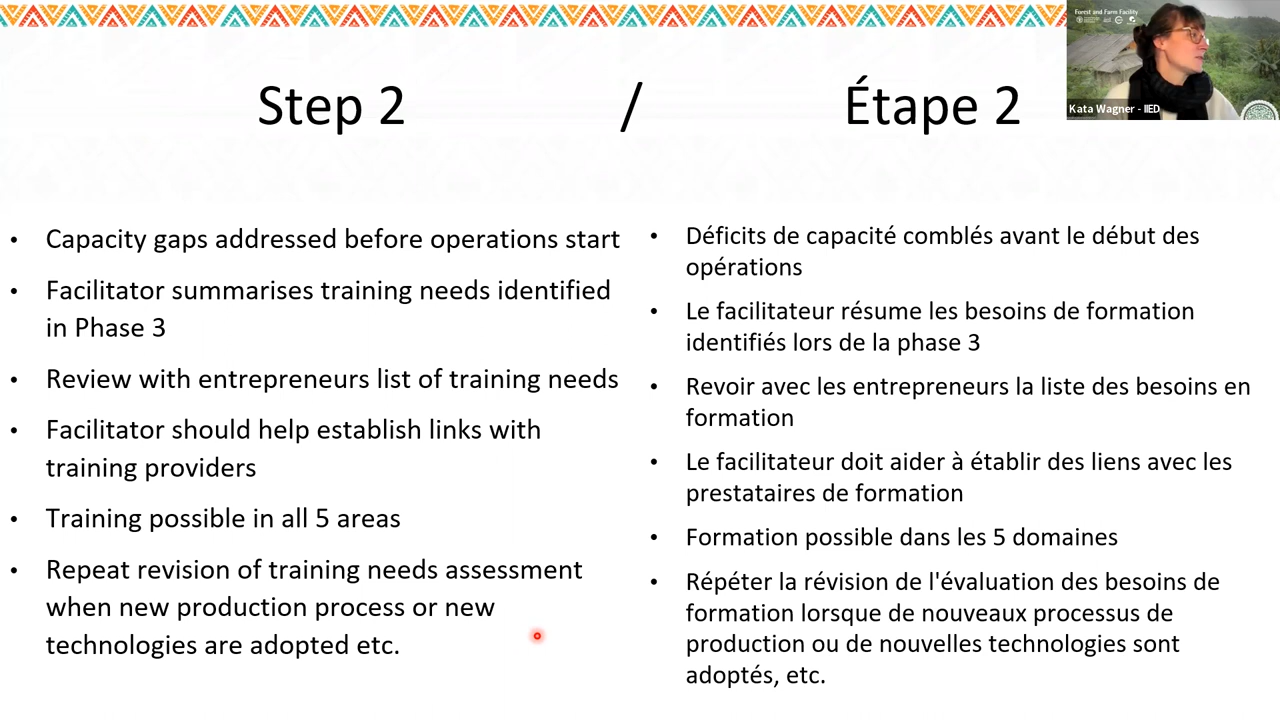 Step 2 / Étape 2
Forest and Farm Facility
Kata Wagner - IIED
• Capacity gaps addressed before operations start
• Facilitator summarises training needs identified
in Phase 3
• Review with entrepreneurs list of training needs
• Facilitator should help establish links with
training providers
• Training possible in all 5 areas
• Repeat revision of training needs assessment
when new production process or new
technologies are adopted etc.
• Déficits de capacité comblés avant le début des
opérations
• Le facilitateur résume les besoins de formation
identifiés lors de la phase 3
• Revoir avec les entrepreneurs la liste des besoins en
formation
• Le facilitateur doit aider à établir des liens avec les
prestataires de formation
• Formation possible dans les 5 domaines
• Répéter la révision de l'évaluation des besoins de
formation lorsque de nouveaux processus de
production ou de nouvelles technologies sont
adoptés, etc.